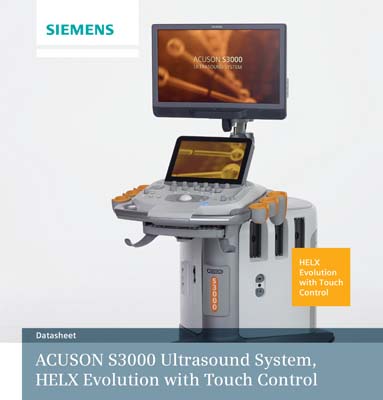 SIEMENS
ACUSON S3000
ULTRASOUND SYSTEM
HELX
Evolution
with Touch
Control
ACUSON
S3000
Datasheet
ACUSON S3000 Ultrasound System,
HELX Evolution with Touch Control